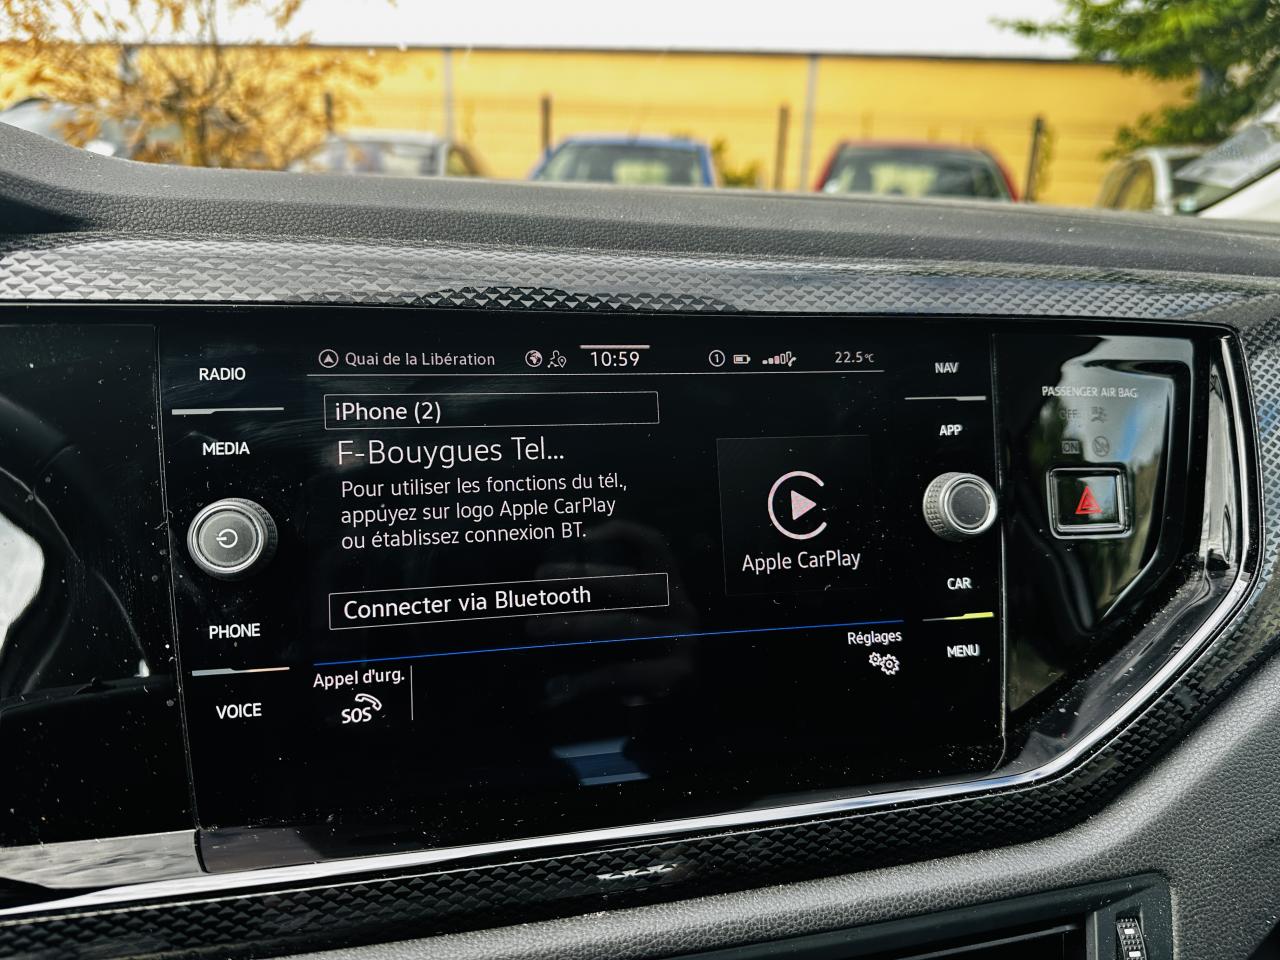 RADIO
MEDIA
PHONE
VOICE
Quai de la Libération
10:59
1
22.5°C
iPhone (2)
F-Bouygues Tel...
Pour utiliser les fonctions du tél.,
appuyez sur logo Apple CarPlay
ou établissez connexion BT.
Connecter via Bluetooth
Apple CarPlay
Appel d'urg.
SOS
Réglages
NAV
APP
CAR
MENU
PASSENGER AIR BAG
OFF
ON